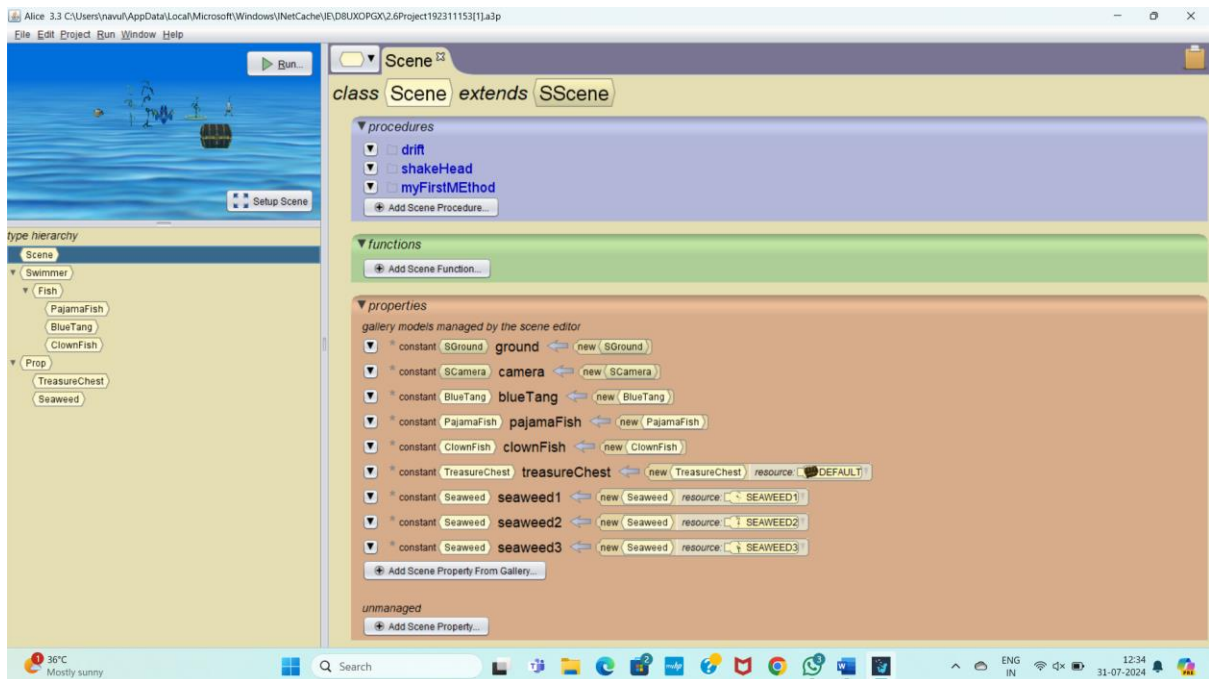 Alice 3.3 C:\Users\navul\AppData\Local\Microsoft\Windows\INetCache\IE\D8UXOPGX\2.6Project192311153[1].a3p
File Edit Project Run Window Help
Run...
Setup Scene
type hierarchy
Scene
Swimmer
Fish
PajamaFish
BlueTang
ClownFish
Prop
TreasureChest
Seaweed
Scene
class Scene extends SScene
procedures
drift
shakeHead
myFirstMEthod
Add Scene Procedure...
functions
Add Scene Function...
properties
gallery models managed by the scene editor
constant SGround ground new SGround
constant SCamera camera new SCamera
constant BlueTang blueTang new BlueTang
constant PajamaFish pajamaFish new PajamaFish
constant ClownFish clownFish new ClownFish
constant TreasureChest treasureChest new TreasureChest resource: DEFAULT
constant Seaweed seaweed1 new Seaweed resource: SEAWEED1
constant Seaweed seaweed2 new Seaweed resource: SEAWEED2
constant Seaweed seaweed3 new Seaweed resource: SEAWEED3
Add Scene Property From Gallery...
unmanaged
Add Scene Property...
1
36°C
Mostly sunny
Search
2
3
ENG
IN
12:34
31-07-2024